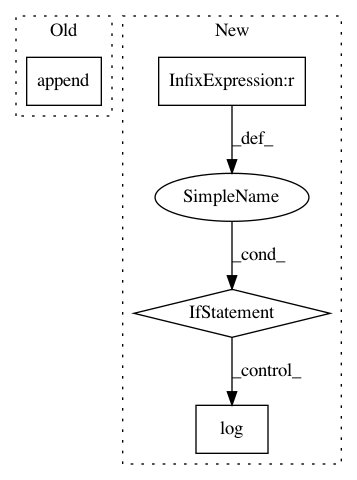 Old
New
append
InfixExpression:r
_def_
SimpleName
_cond_
IfStatement
_control_
log